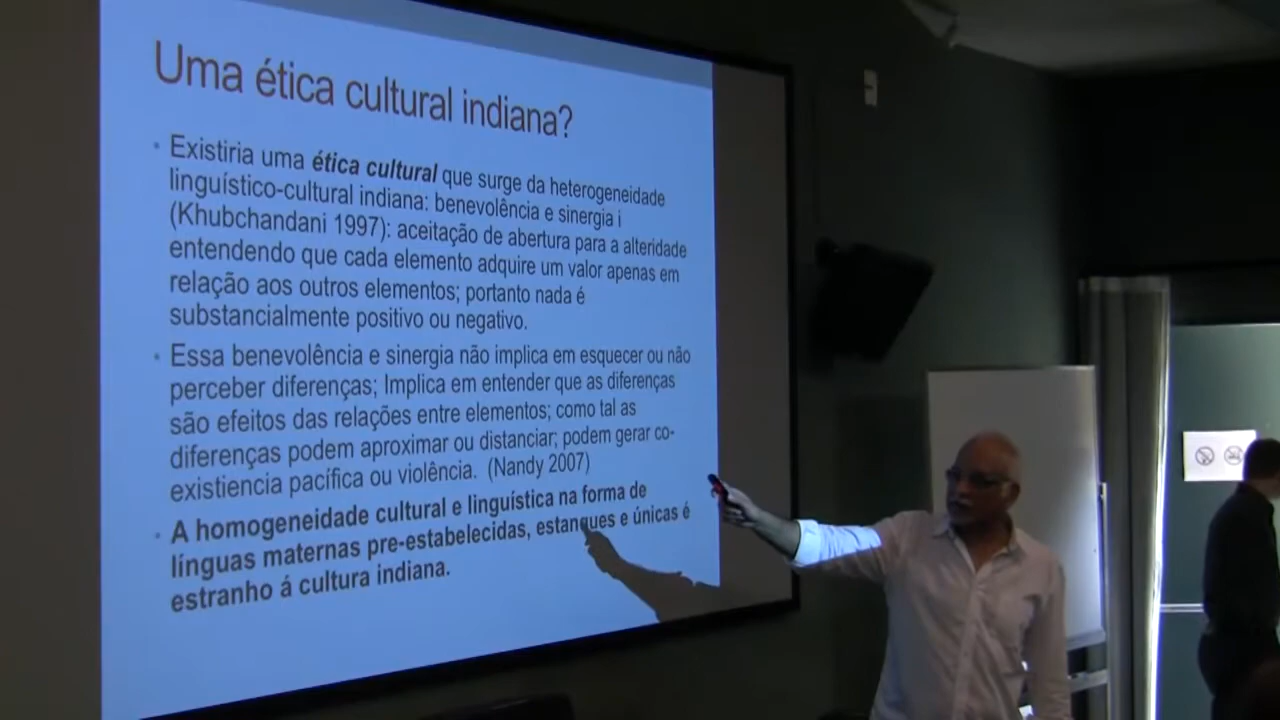 Uma ética cultural indiana?
• Existiria uma ética cultural que surge da heterogeneidade
linguístico-cultural indiana: benevolência e sinergia i
(Khubchandani 1997): aceitação de abertura para a alteridade
entendendo que cada elemento adquire um valor apenas em
relação aos outros elementos; portanto nada é
substancialmente positivo ou negativo.
• Essa benevolência e sinergia não implica em esquecer ou não
perceber diferenças; Implica em entender que as diferenças
são efeitos das relações entre elementos; como tal as
diferenças podem aproximar ou distanciar; podem gerar co-
existiencia pacífica ou violência. (Nandy 2007)
• A homogeneidade cultural e linguística na forma de
línguas maternas pre-estabelecidas, estanques e únicas é
estranho á cultura indiana.